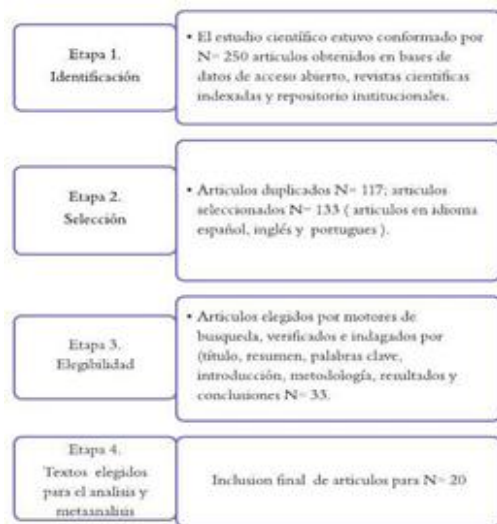 Etapa 1.
Identificación
• El estudio científico estuvo conformado por
N= 250 artículos obtenidos en bases de
datos de acceso abierto, revistas científicas
indexadas y repositorio institucionales.
Etapa 2.
Selección
• Artículos duplicados N= 117; artículos
seleccionados N= 133 ( artículos en idioma
español, inglés y portugues ).
Etapa 3.
Elegibilidad
• Artículos elegidos por motores de
busqueda, verificados e indagados por
(título, resumen, palabras clave,
introducción, metodología, resultados y
conclusiones N= 33.
Etapa 4.
Textos elegidos
para el analisis y
metaanalisis
Inclusion final de articulos para N= 20